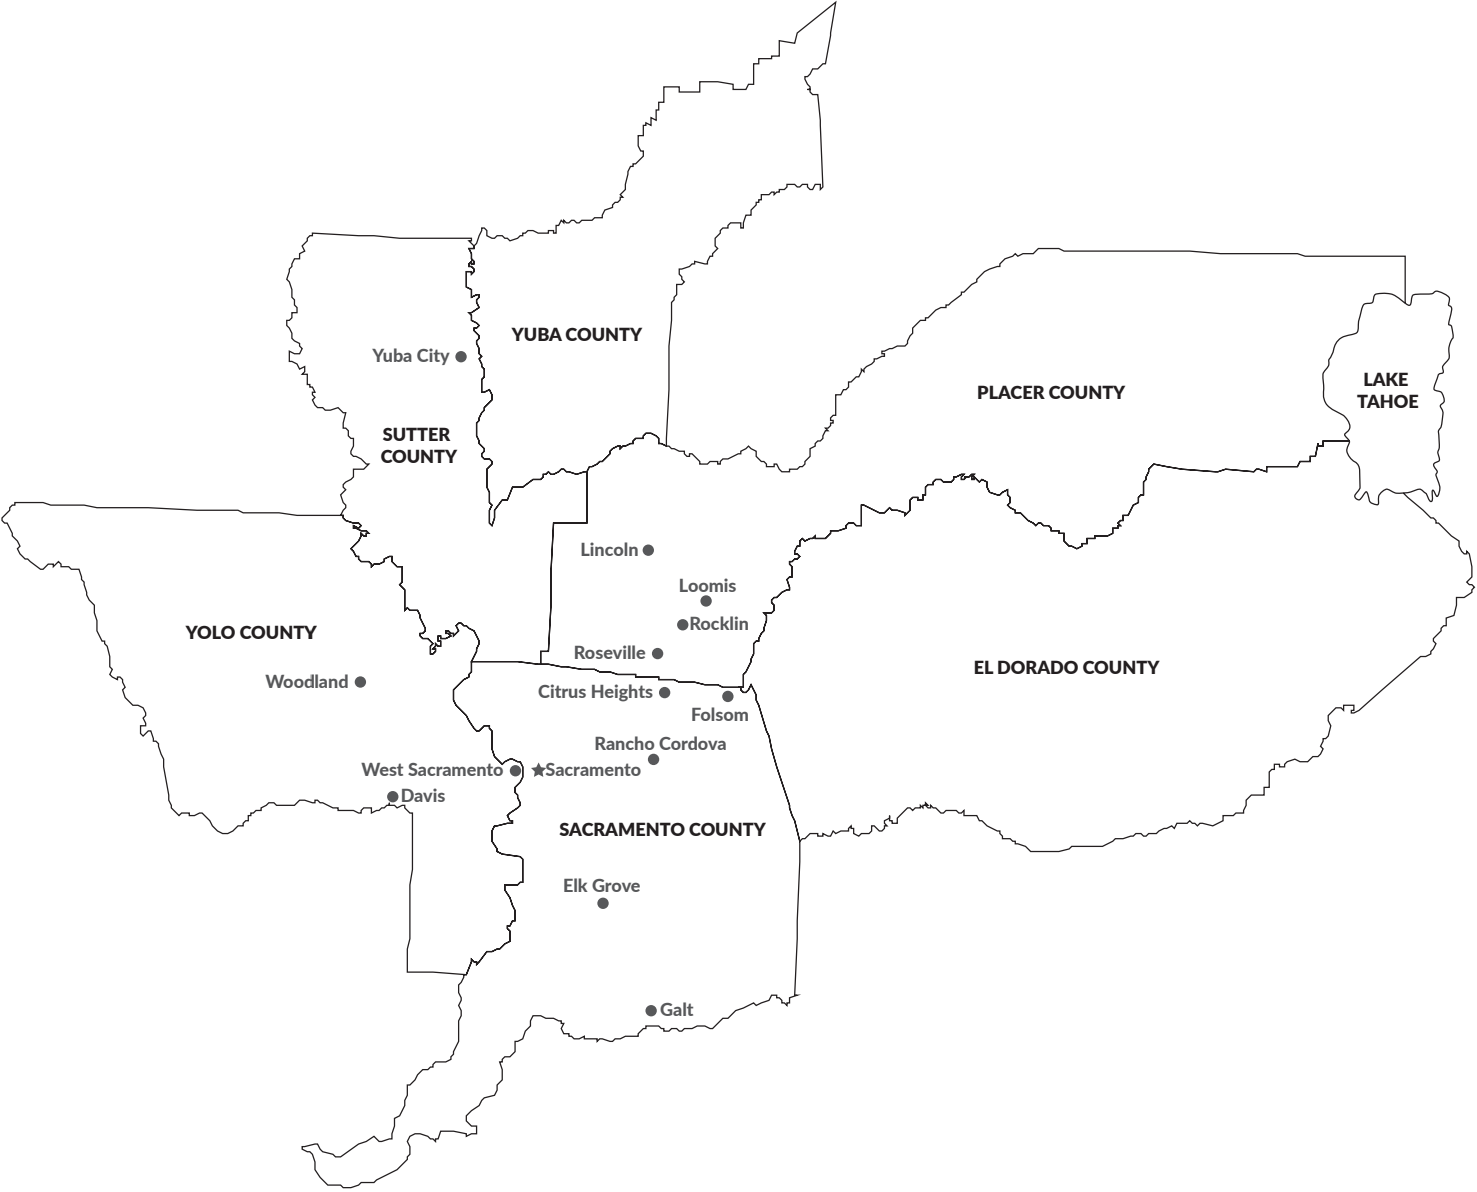 YUBA COUNTY
Yuba City
LAKE
TAHOE
PLACER COUNTY
SUTTER
COUNTY
Lincoln
Loomis
Rocklin
YOLO COUNTY
Roseville
EL DORADO COUNTY
Woodland
Citrus Heights
Folsom
Rancho Cordova
West Sacramento
Sacramento
Davis
SACRAMENTO COUNTY
Elk Grove
Galt